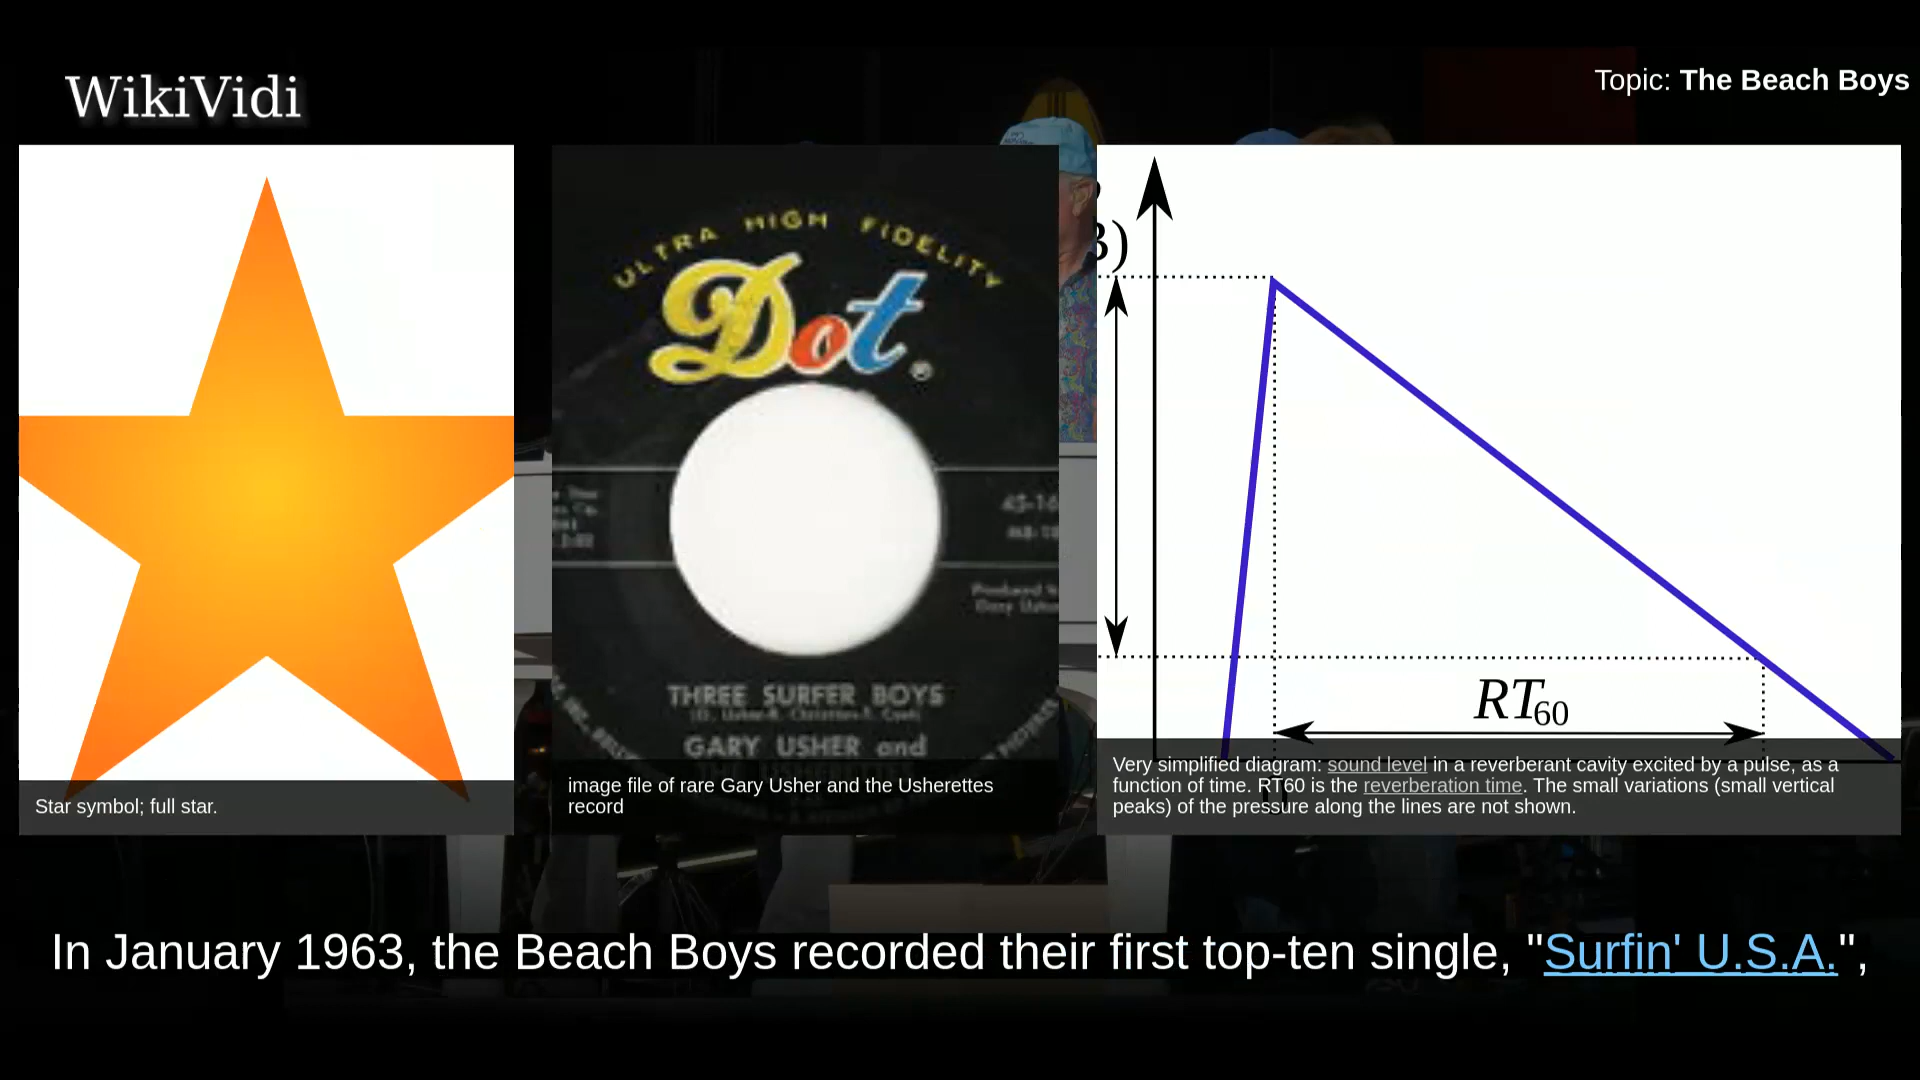 WikiVidi
Topic: The Beach Boys
ULTRA HIGH FIDELITY
Dot
®
THREE SURFER BOYS
GARY USHER and
Star symbol; full star.
image file of rare Gary Usher and the Usherettes
record
3)
RT60
Very simplified diagram: sound level in a reverberant cavity excited by a pulse, as a
function of time. RT60 is the reverberation time. The small variations (small vertical
peaks) of the pressure along the lines are not shown.
In January 1963, the Beach Boys recorded their first top-ten single, "Surfin' U.S.A.",